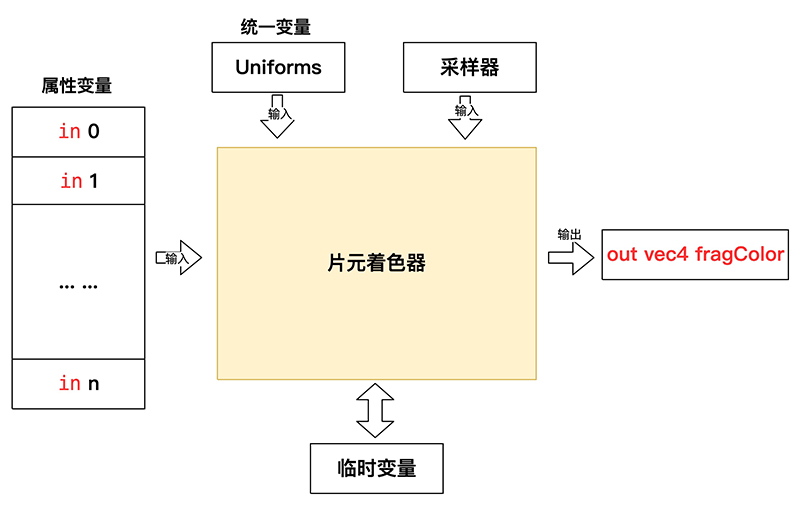 统一变量
Uniforms
采样器
属性变量
in 0
in 1
... ...
in n
输入
输入
输入
片元着色器
输出
out vec4 fragColor
临时变量